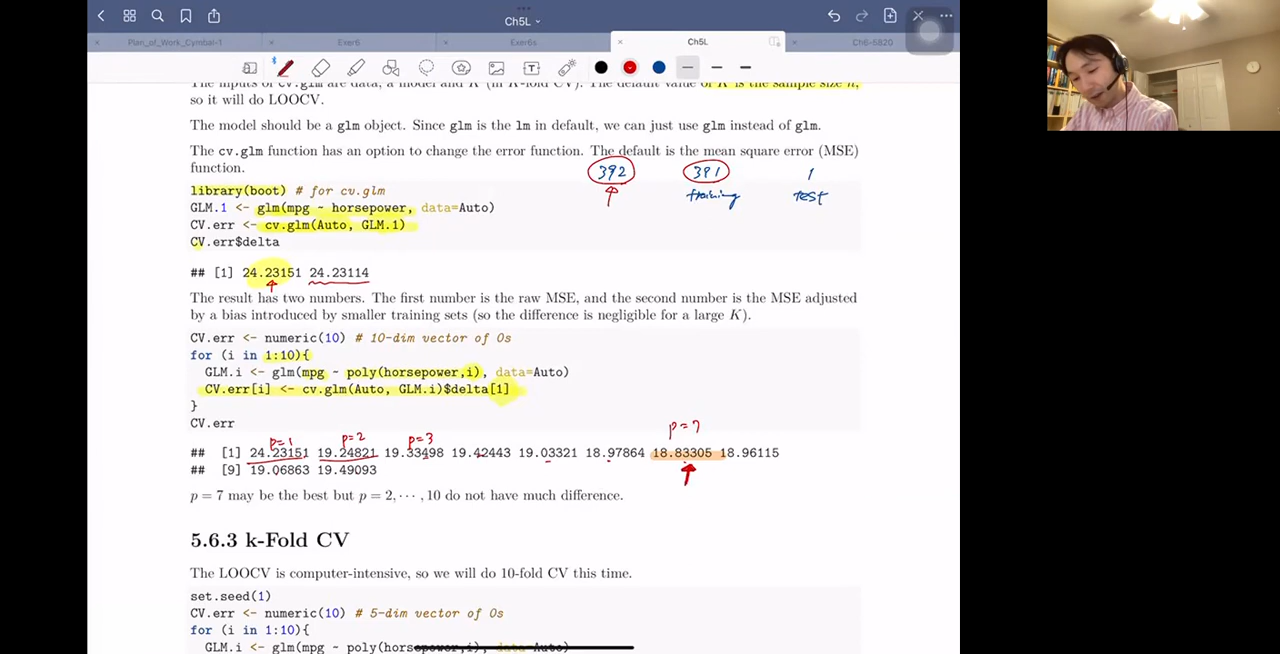 Ch5L
Plan_of_Work_Cymbal-1
Exer6
Exer6s
Ch5L
Ch6-5820
The inputs of cv.glm are data, a model and K (in K-fold CV). The default value of K is the sample size n,
so it will do LOOCV.
The model should be a glm object. Since glm is the lm in default, we can just use glm instead of glm.
The cv.glm function has an option to change the error function. The default is the mean square error (MSE)
function.
392 381 1
training test
library(boot) # for cv.glm
GLM.1 <- glm(mpg ~ horsepower, data=Auto)
CV.err <- cv.glm(Auto, GLM.1)
CV.err$delta
## [1] 24.23151 24.23114
The result has two numbers. The first number is the raw MSE, and the second number is the MSE adjusted
by a bias introduced by smaller training sets (so the difference is negligible for a large K).
CV.err <- numeric(10) # 10-dim vector of 0s
for (i in 1:10){
GLM.i <- glm(mpg ~ poly(horsepower,i), data=Auto)
CV.err[i] <- cv.glm(Auto, GLM.i)$delta[1]
}
CV.err
p=1 p=2 p=3 p=7
## [1] 24.23151 19.24821 19.33498 19.42443 19.03321 18.97864 18.83305 18.96115
## [9] 19.06863 19.49093
p = 7 may be the best but p = 2, ··· , 10 do not have much difference.
5.6.3 k-Fold CV
The LOOCV is computer-intensive, so we will do 10-fold CV this time.
set.seed(1)
CV.err <- numeric(10) # 5-dim vector of 0s
for (i in 1:10){
GLM.i <- glm(mpg ~ poly(horsepower,i), data=Auto)